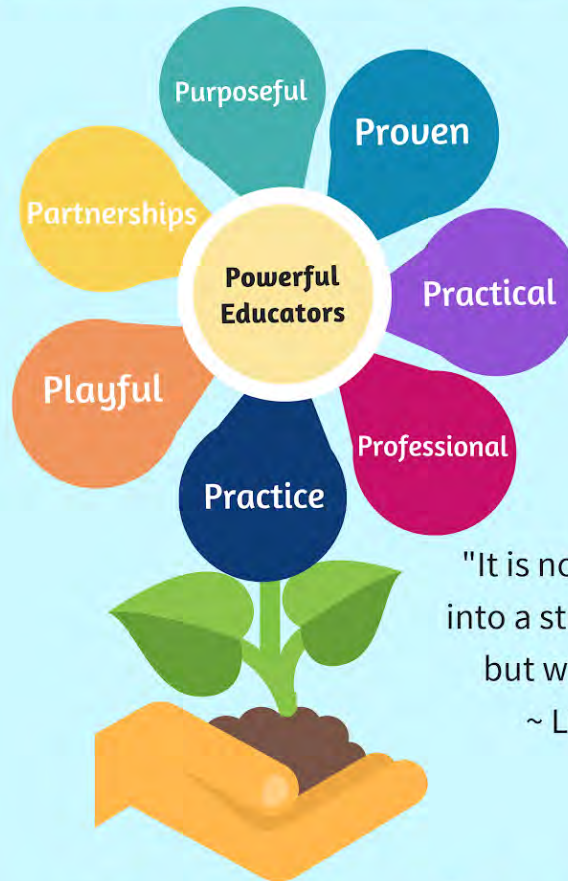 Purposeful
Proven
Partnerships
Powerful
Educators
Practical
Playful
Professional
Practice
"It is no
into a st
but w
~ L